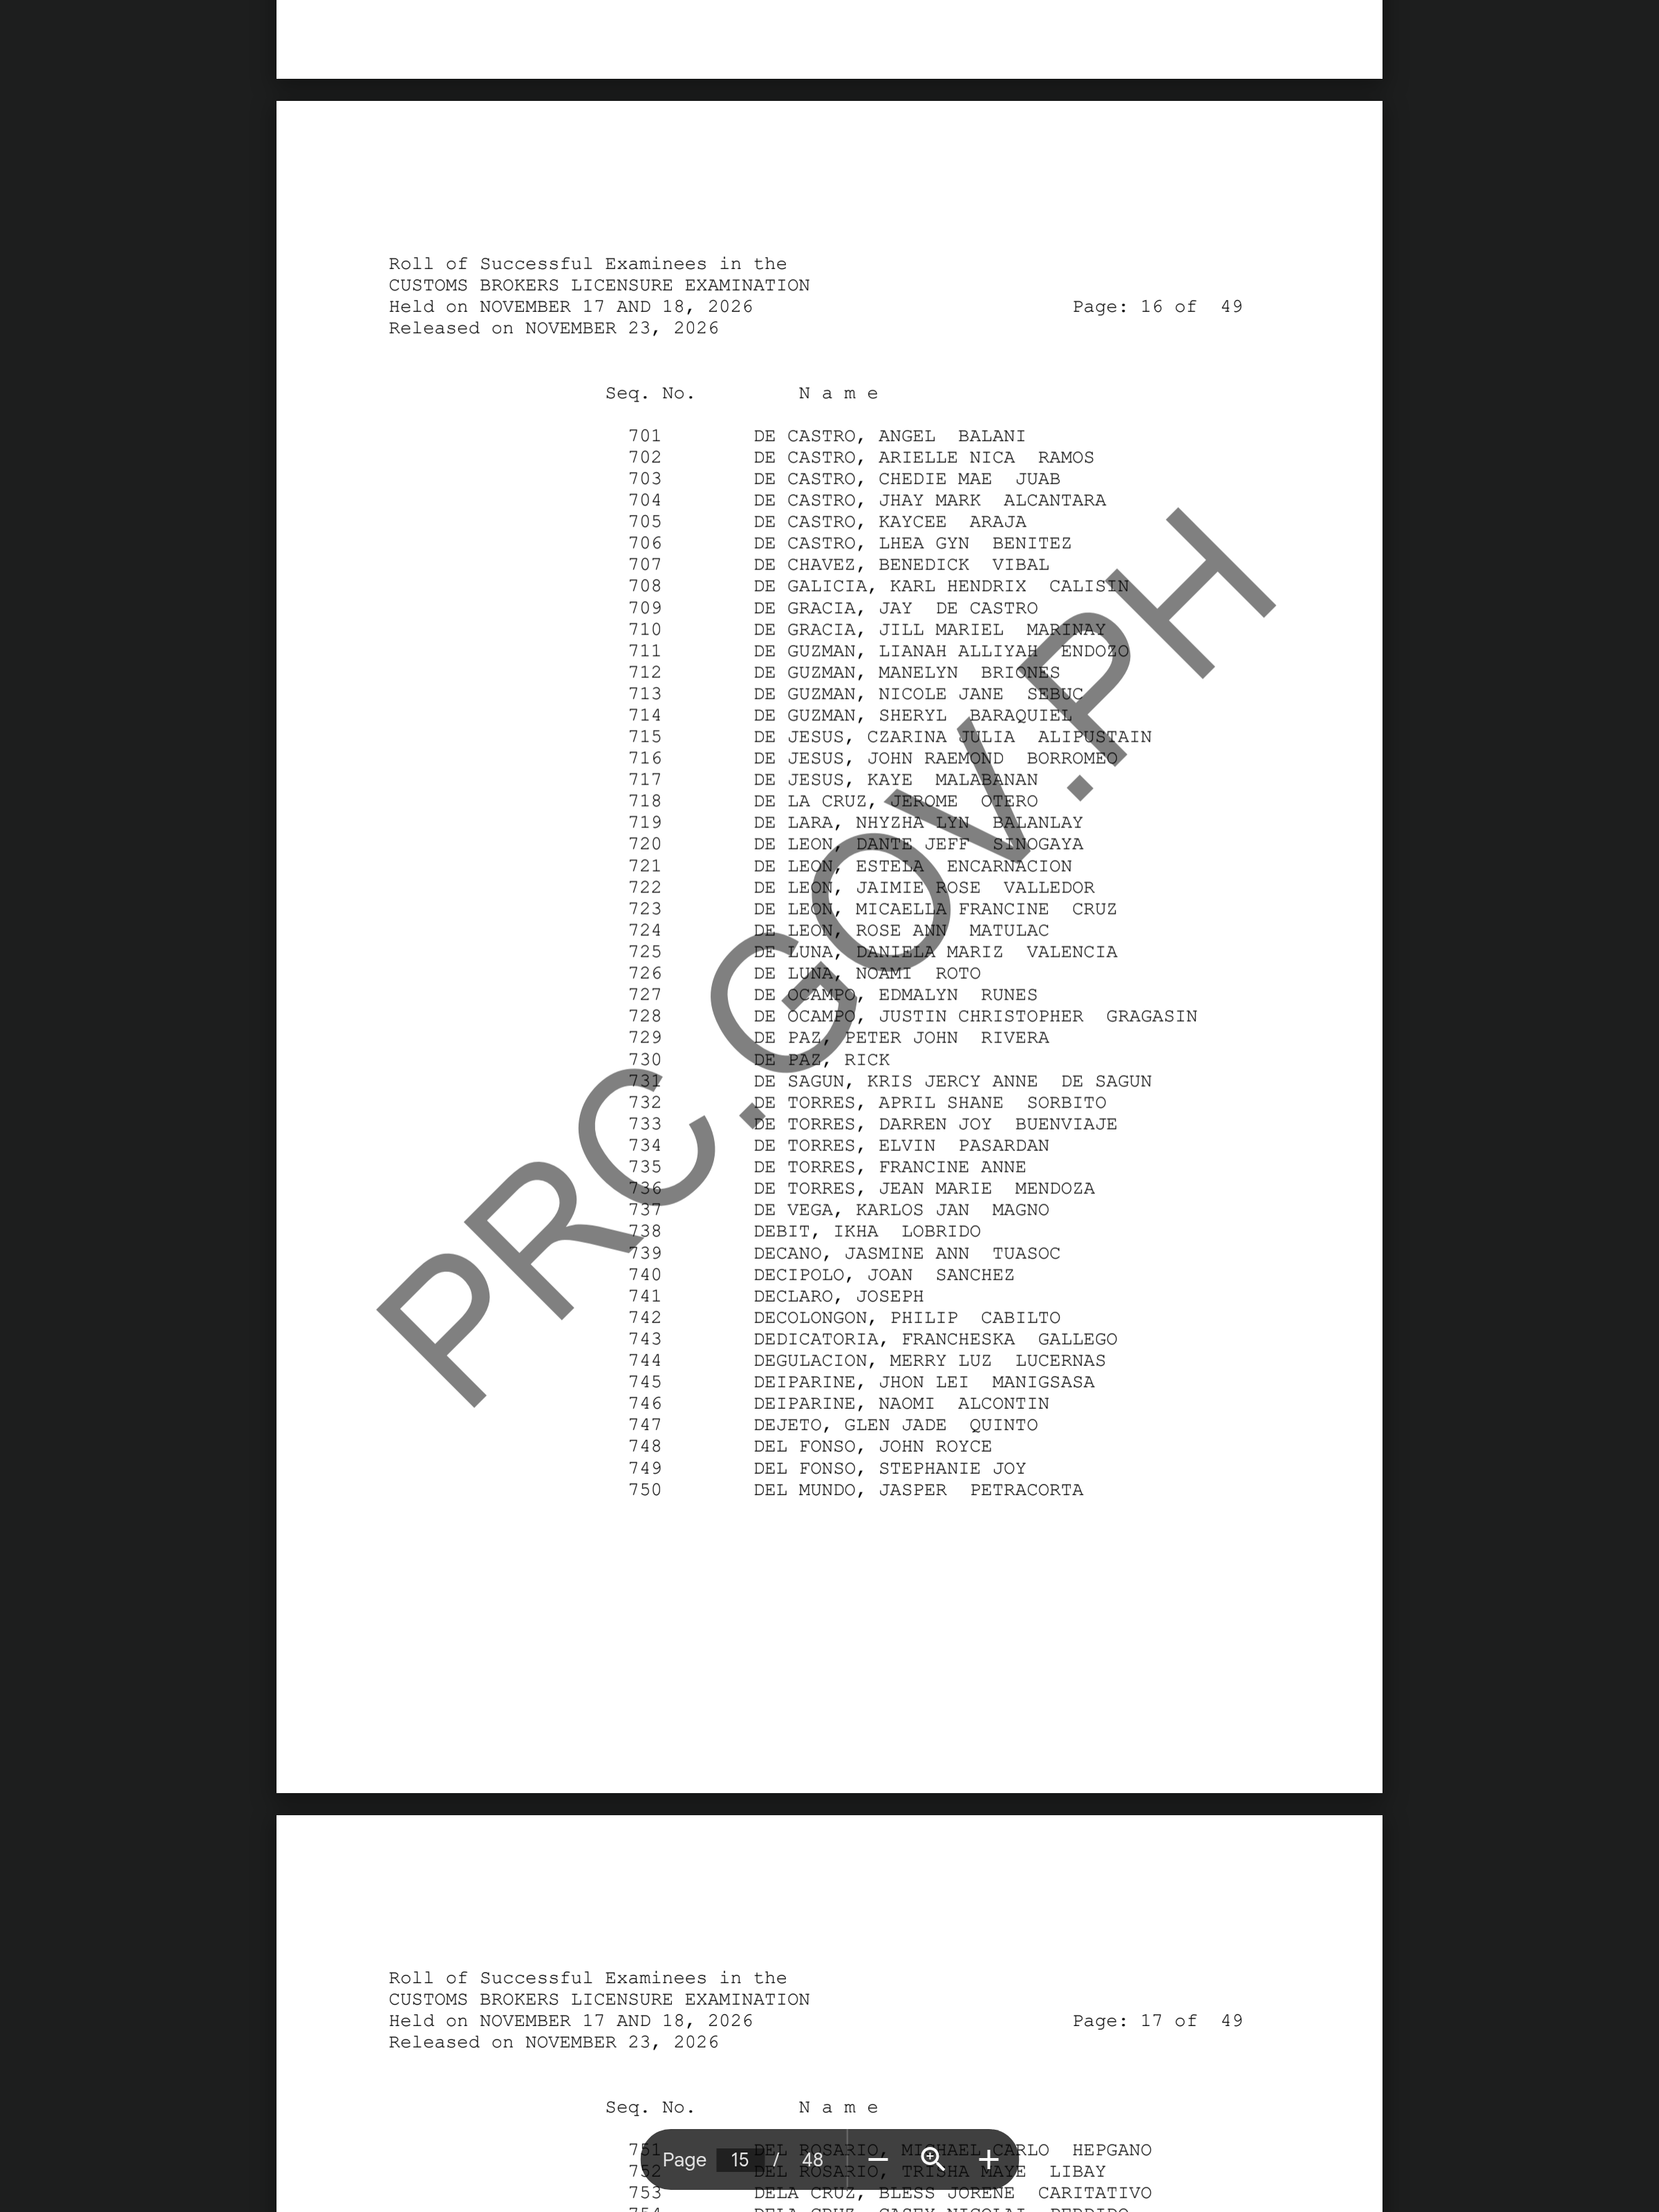 Roll of Successful Examinees in the
CUSTOMS BROKERS LICENSURE EXAMINATION
Held on NOVEMBER 17 AND 18, 2026 Page: 16 of 49
Released on NOVEMBER 23, 2026
Seq. No. N a m e
701 DE CASTRO, ANGEL BALANI
702 DE CASTRO, ARIELLE NICA RAMOS
703 DE CASTRO, CHEDIE MAE JUAB
704 DE CASTRO, JHAY MARK ALCANTARA
705 DE CASTRO, KAYCEE ARAJA
706 DE CASTRO, LHEA GYN BENITEZ
707 DE CHAVEZ, BENEDICK VIBAL
708 DE GALICIA, KARL HENDRIX CALISIN
709 DE GRACIA, JAY DE CASTRO
710 DE GRACIA, JILL MARIEL MARINAY
711 DE GUZMAN, LIANAH ALLIYAH ENDOZO
712 DE GUZMAN, MANELYN BRIONES
713 DE GUZMAN, NICOLE JANE SEBUC
714 DE GUZMAN, SHERYL BARAQUIEL
715 DE JESUS, CZARINA JULIA ALIPUSTAIN
716 DE JESUS, JOHN RAEMOND BORROMEO
717 DE JESUS, KAYE MALABANAN
718 DE LA CRUZ, JEROME OTERO
719 DE LARA, NHYZHA LYN BALANLAY
720 DE LEON, DANTE JEFF SINOGAYA
721 DE LEON, ESTELA ENCARNACION
722 DE LEON, JAIMIE ROSE VALLEDOR
723 DE LEON, MICAELLA FRANCINE CRUZ
724 DE LEON, ROSE ANN MATULAC
725 DE LUNA, DANIELA MARIZ VALENCIA
726 DE LUNA, NOAMI ROTO
727 DE OCAMPO, EDMALYN RUNES
728 DE OCAMPO, JUSTIN CHRISTOPHER GRAGASIN
729 DE PAZ, PETER JOHN RIVERA
730 DE PAZ, RICK
731 DE SAGUN, KRIS JERCY ANNE DE SAGUN
732 DE TORRES, APRIL SHANE SORBITO
733 DE TORRES, DARREN JOY BUENVIAJE
734 DE TORRES, ELVIN PASARDAN
735 DE TORRES, FRANCINE ANNE
736 DE TORRES, JEAN MARIE MENDOZA
737 DE VEGA, KARLOS JAN MAGNO
738 DEBIT, IKHA LOBRIDO
739 DECANO, JASMINE ANN TUASOC
740 DECIPOLO, JOAN SANCHEZ
741 DECLARO, JOSEPH
742 DECOLONGON, PHILIP CABILTO
743 DEDICATORIA, FRANCHESKA GALLEGO
744 DEGULACION, MERRY LUZ LUCERNAS
745 DEIPARINE, JHON LEI MANIGSASA
746 DEIPARINE, NAOMI ALCONTIN
747 DEJETO, GLEN JADE QUINTO
748 DEL FONSO, JOHN ROYCE
749 DEL FONSO, STEPHANIE JOY
750 DEL MUNDO, JASPER PETRACORTA
PRC.GOV.PH
Roll of Successful Examinees in the
CUSTOMS BROKERS LICENSURE EXAMINATION
Held on NOVEMBER 17 AND 18, 2026 Page: 17 of 49
Released on NOVEMBER 23, 2026
Seq. No. N a m e
751 DEL ROSARIO, MICHAEL CARLO HEPGANO
752 DEL ROSARIO, TRISHA MAYE LIBAY
753 DELA CRUZ, BLESS JORENE CARITATIVO
Page 15 / 48